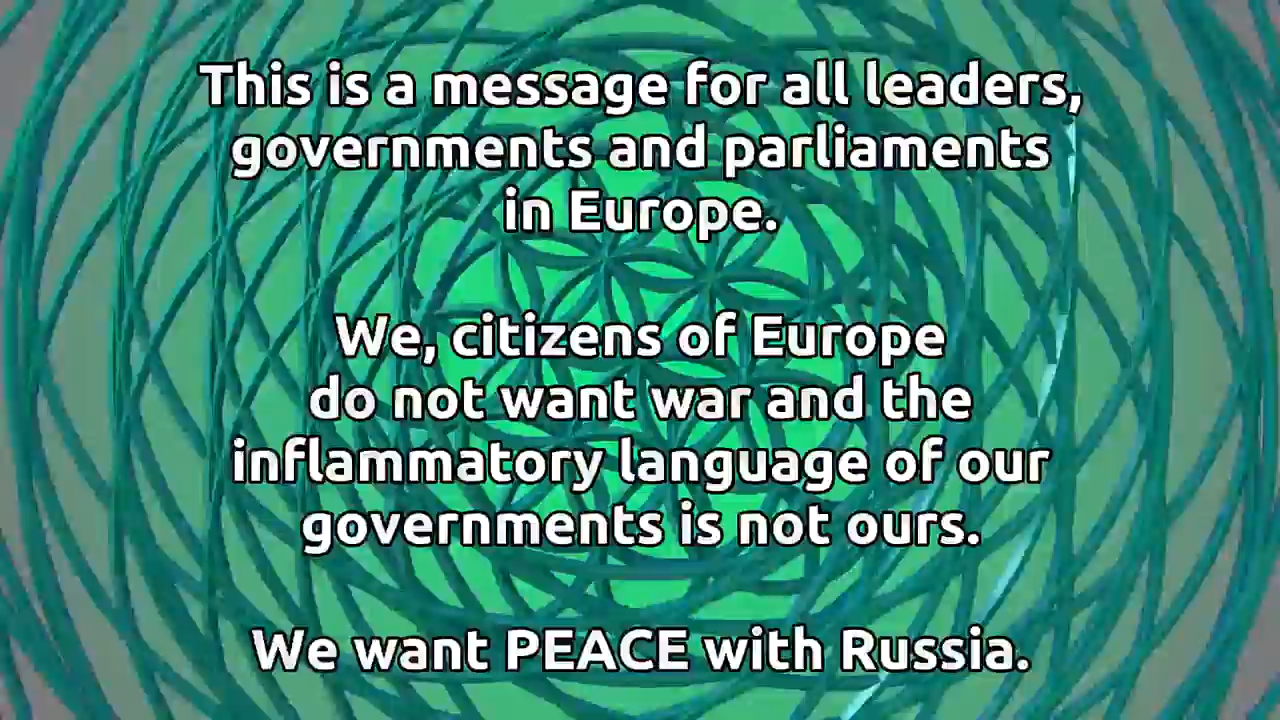 This is a message for all leaders,
governments and parliaments
in Europe.
We, citizens of Europe
do not want war and the
inflammatory language of our
governments is not ours.
We want PEACE with Russia.